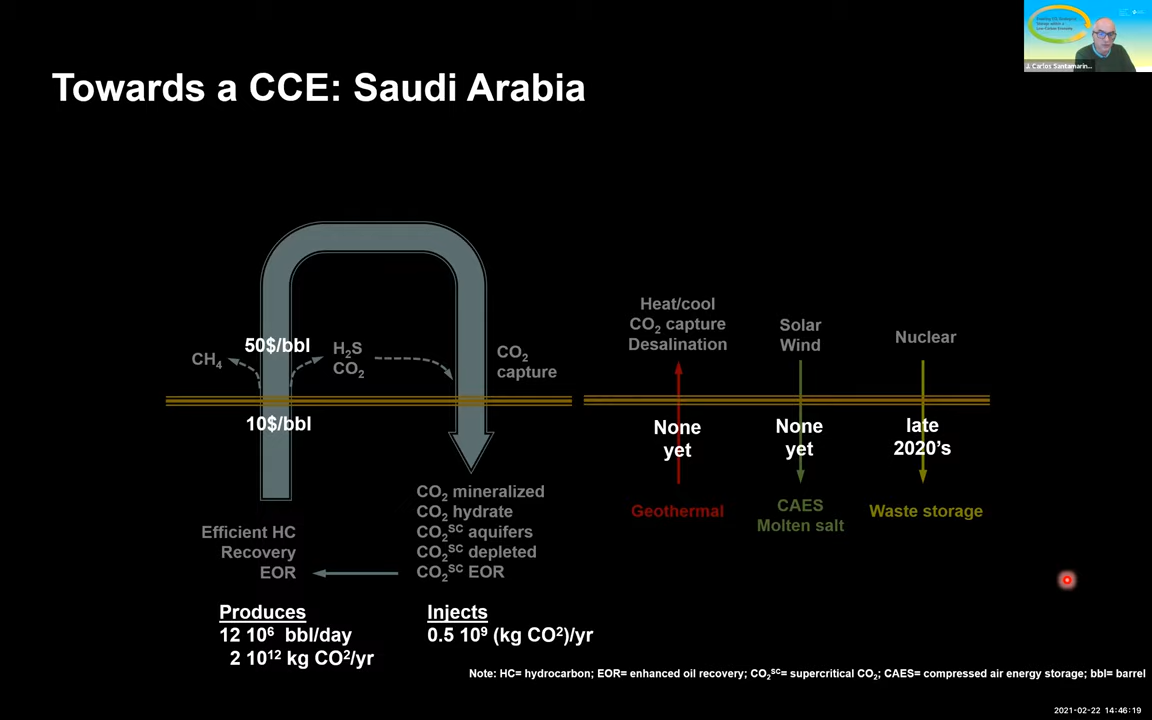 Towards a CCE: Saudi Arabia
J. Carlos Santamarin...
50$/bbl
CH₄
H₂S
CO₂
CO₂
capture
10$/bbl
CO₂ mineralized
CO₂ hydrate
CO₂ˢᶜ aquifers
CO₂ˢᶜ depleted
CO₂ˢᶜ EOR
Efficient HC
Recovery
EOR
Produces
12 10⁶ bbl/day
2 10¹² kg CO²/yr
Injects
0.5 10⁹ (kg CO²)/yr
Heat/cool
CO₂ capture
Desalination
None
yet
Geothermal
Solar
Wind
None
yet
CAES
Molten salt
Nuclear
late
2020's
Waste storage
Note: HC= hydrocarbon; EOR= enhanced oil recovery; CO₂ˢᶜ= supercritical CO₂; CAES= compressed air energy storage; bbl= barrel
2021-02-22 14:46:19